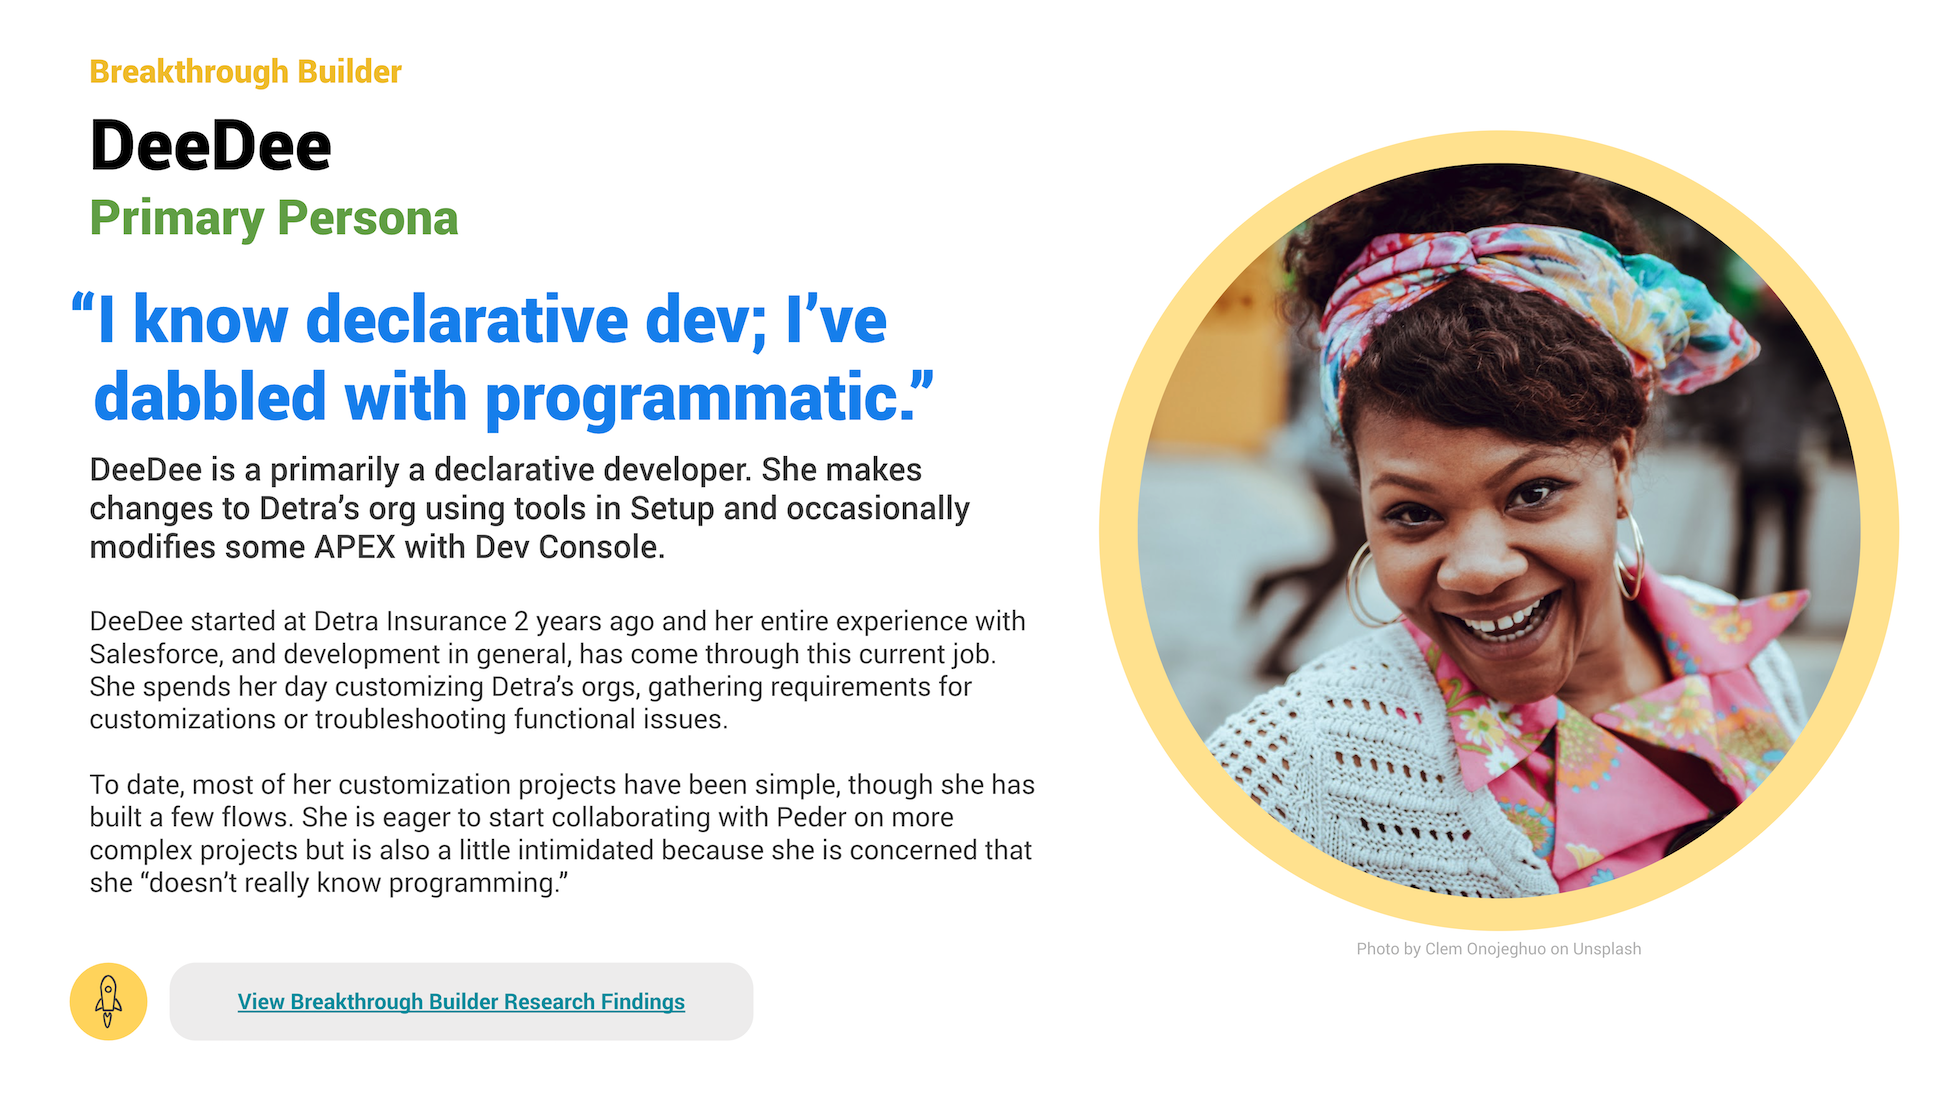 Breakthrough Builder
DeeDee
Primary Persona
“I know declarative dev; I’ve
dabbled with programmatic.”
DeeDee is a primarily a declarative developer. She makes
changes to Detra’s org using tools in Setup and occasionally
modifies some APEX with Dev Console.
DeeDee started at Detra Insurance 2 years ago and her entire experience with
Salesforce, and development in general, has come through this current job.
She spends her day customizing Detra’s orgs, gathering requirements for
customizations or troubleshooting functional issues.
To date, most of her customization projects have been simple, though she has
built a few flows. She is eager to start collaborating with Peder on more
complex projects but is also a little intimidated because she is concerned that
she “doesn’t really know programming.”
Photo by Clem Onojeghuo on Unsplash
View Breakthrough Builder Research Findings